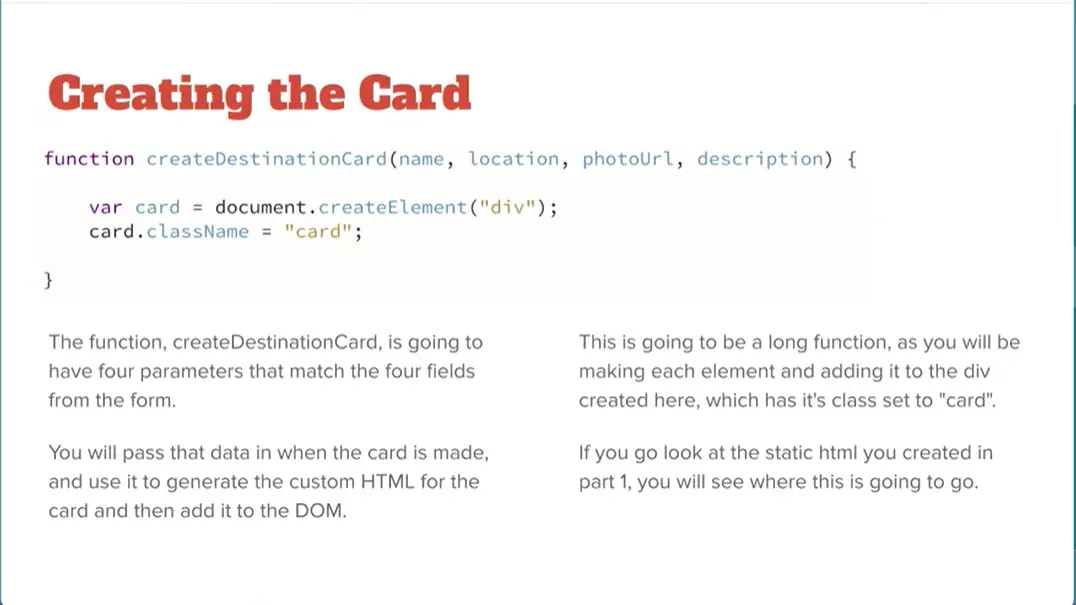 Creating the Card
function createDestinationCard(name, location, photoUrl, description) {
var card = document.createElement("div");
card.className = "card";
}
The function, createDestinationCard, is going to
have four parameters that match the four fields
from the form.
You will pass that data in when the card is made,
and use it to generate the custom HTML for the
card and then add it to the DOM.
This is going to be a long function, as you will be
making each element and adding it to the div
created here, which has it's class set to "card".
If you go look at the static html you created in
part 1, you will see where this is going to go.